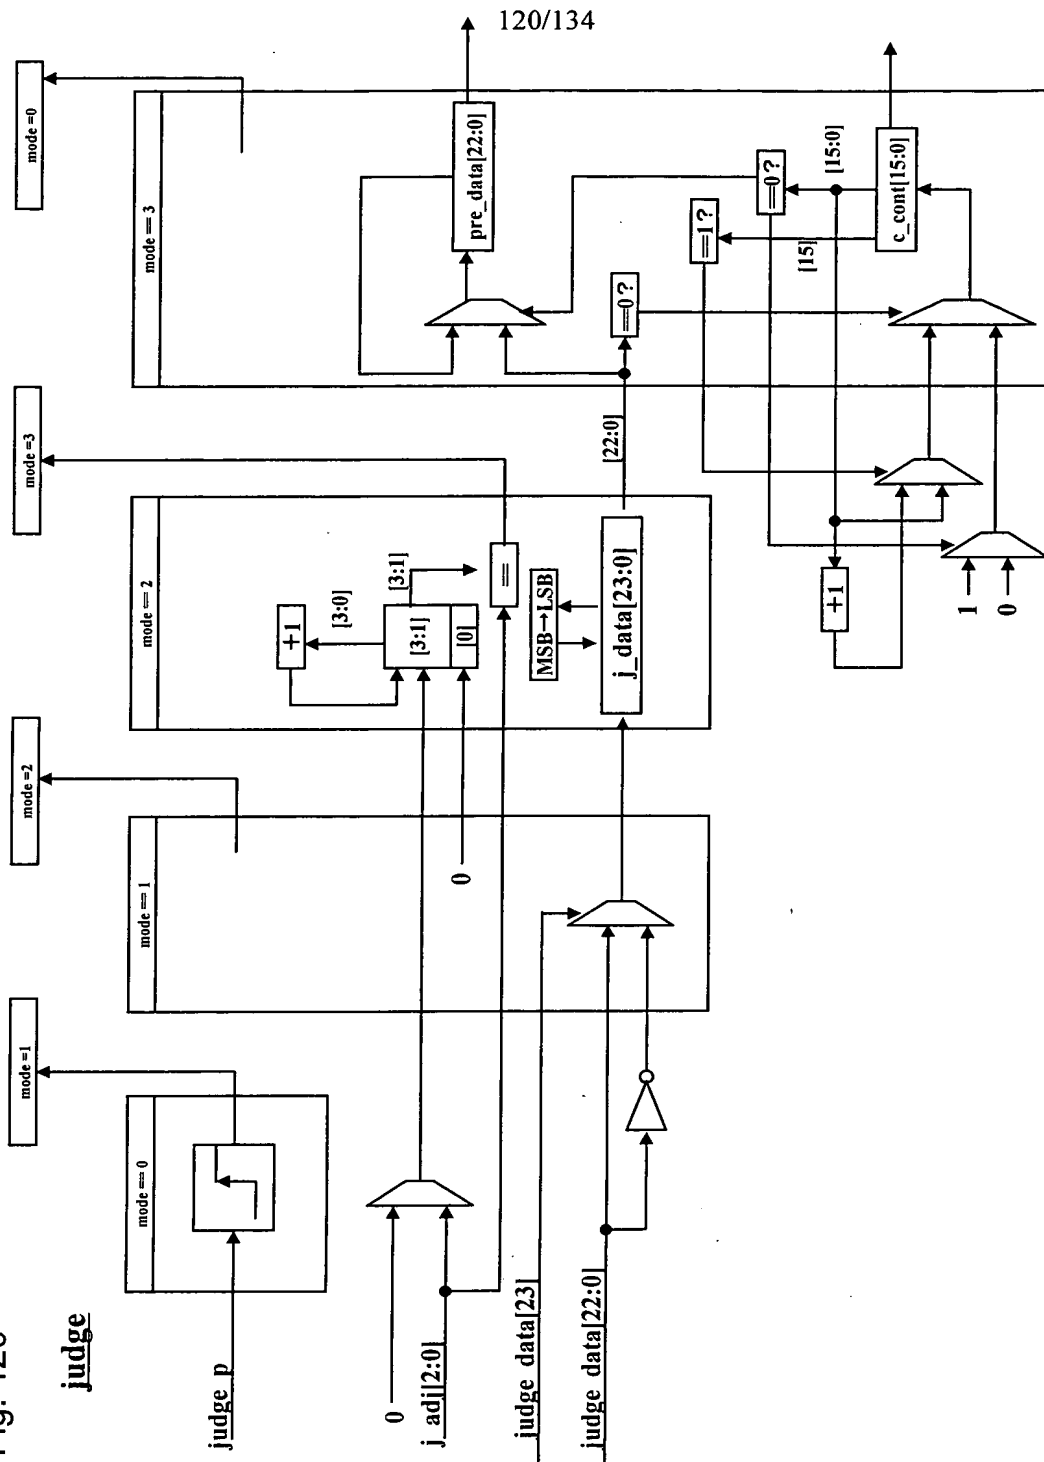 120/134
Fig. 120
judge
mode =1
mode =2
mode =3
mode =0
mode == 0
mode == 1
mode == 2
mode == 3
judge_p
0
j_adj[2:0]
judge_data[23]
judge_data[22:0]
0
+1
[3:0]
[3:1]
[3:1]
[0]
=
MSB→LSB
j_data[23:0]
[22:0]
pre_data[22:0]
==0?
==1?
==0?
[15]
[15:0]
c_cont[15:0]
+1
1
0